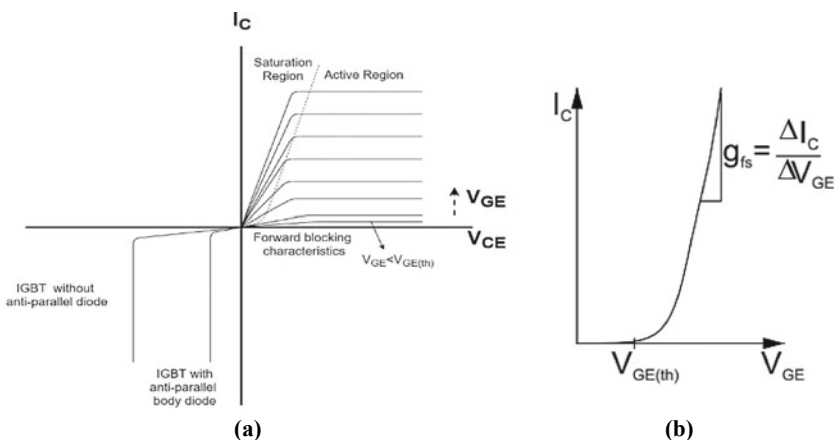 I_C
Saturation
Region
Active Region
V_GE
V_CE
Forward blocking
characteristics
V_GE<V_GE(th)
IGBT without
anti-parallel diode
IGBT with
anti-parallel
body diode
(a)
I_C
g_fs = ΔI_C / ΔV_GE
V_GE(th)
V_GE
(b)